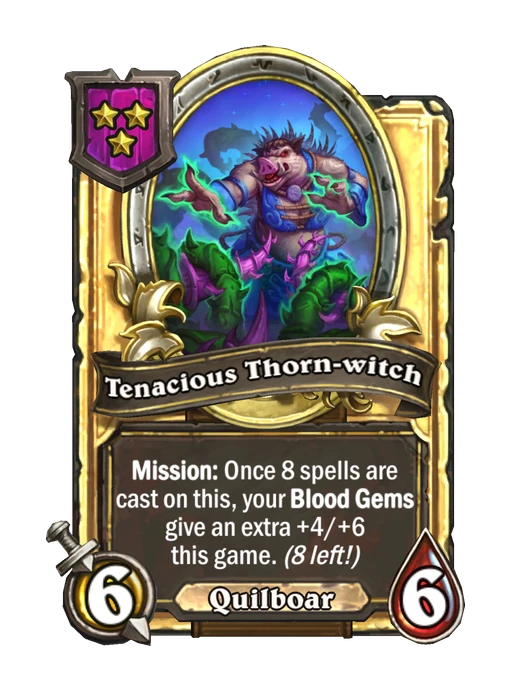 Tenacious Thorn-witch
Mission: Once 8 spells are
cast on this, your Blood Gems
give an extra +4/+6
this game. (8 left!)
6
Quilboar
6